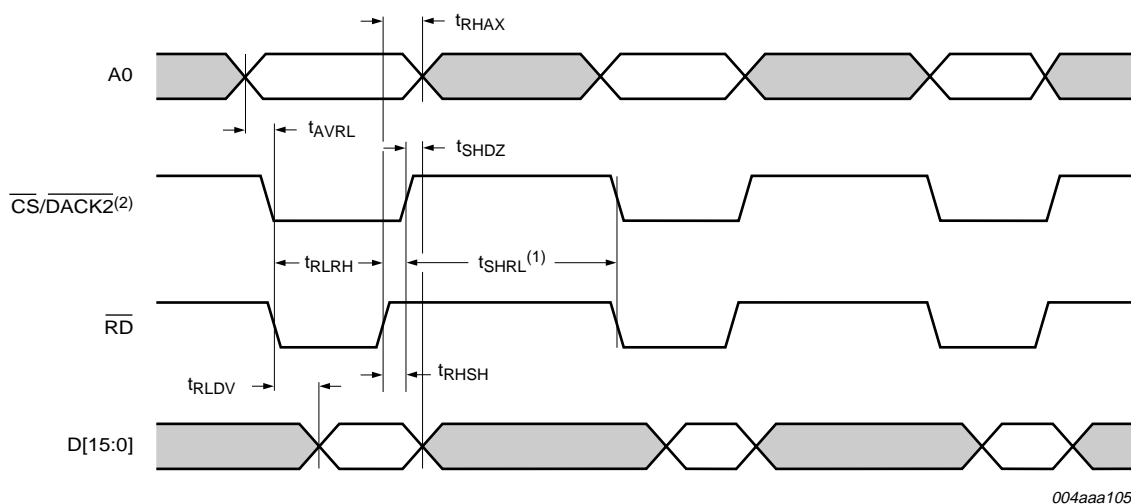 tRHAX
A0
tAVRL
tSHDZ
CS/DACK2(2)
tRLRH
tSHRL(1)
RD
tRLDV
tRHSH
D[15:0]
004aaa105